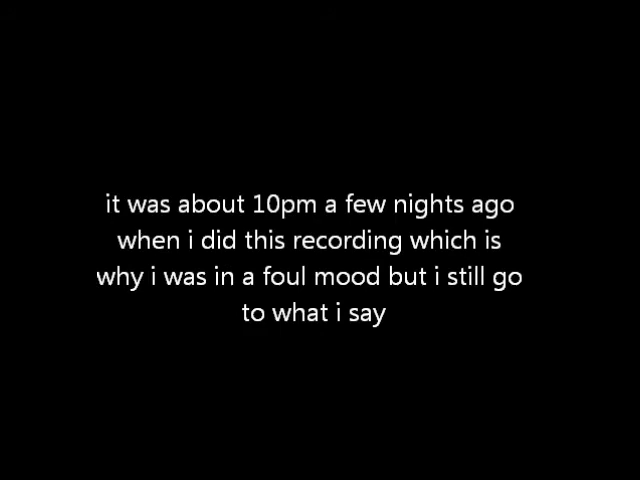 it was about 10pm a few nights ago
when i did this recording which is
why i was in a foul mood but i still go
to what i say